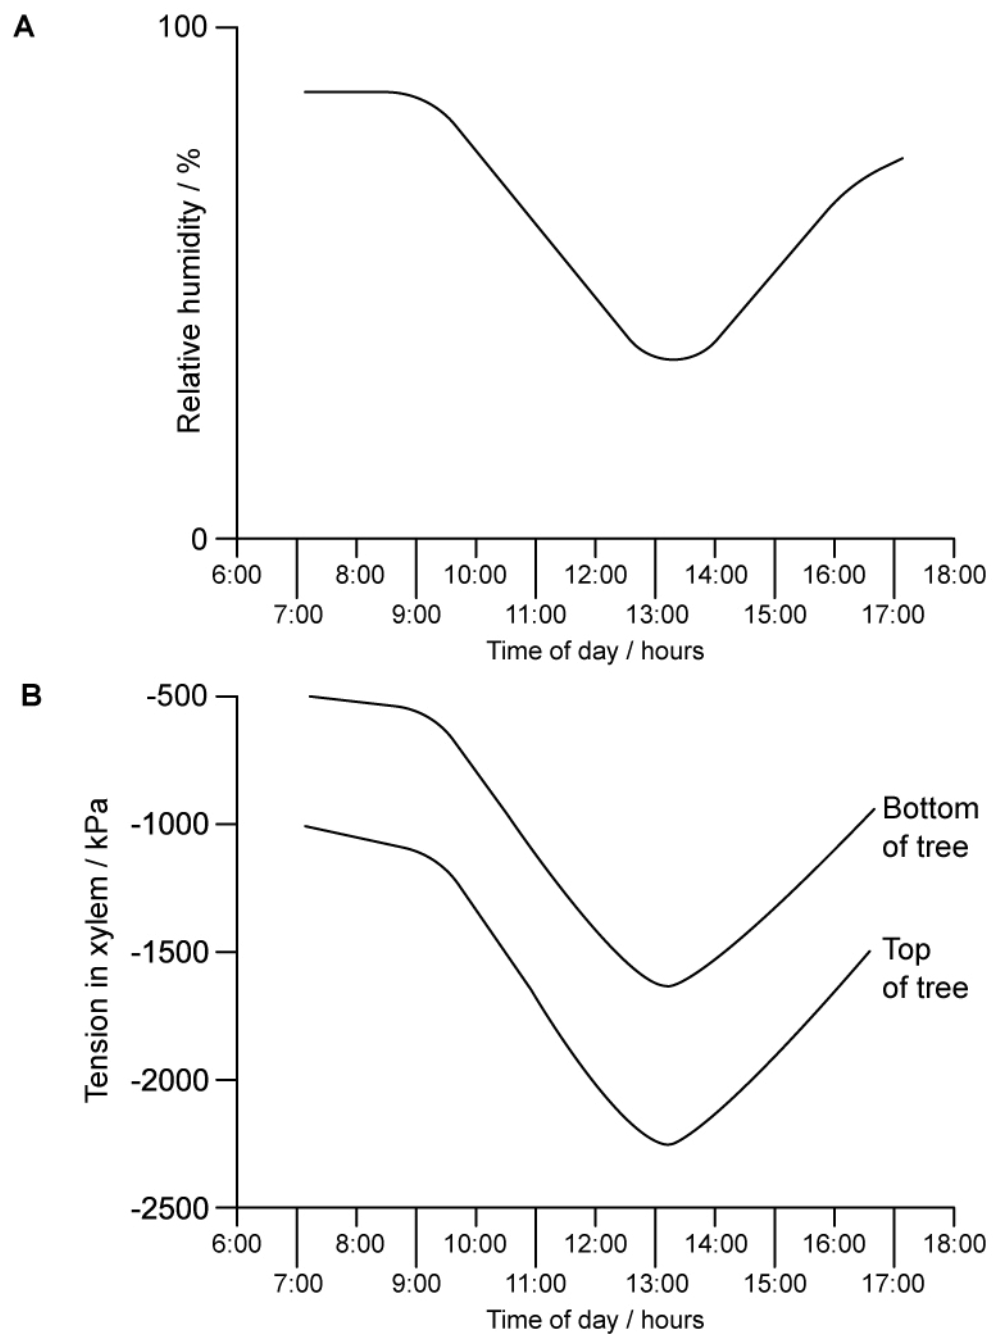 A
100
Relative humidity / %
0
6:00 8:00 10:00 12:00 14:00 16:00 18:00
7:00 9:00 11:00 13:00 15:00 17:00
Time of day / hours
B
-500
-1000
-1500
-2000
-2500
Tension in xylem / kPa
Bottom
of tree
Top
of tree
6:00 8:00 10:00 12:00 14:00 16:00 18:00
7:00 9:00 11:00 13:00 15:00 17:00
Time of day / hours